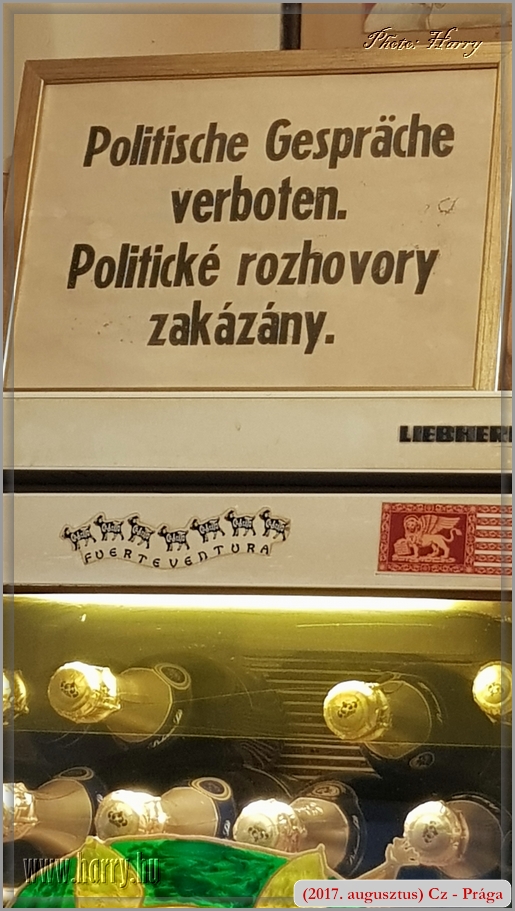 Photo: Harry
Politische Gespräche
verboten.
Politické rozhovory
zakázány.
LIEBHERR
FUERTEVENTURA
www.harry.hu
(2017. augusztus) Cz - Prága